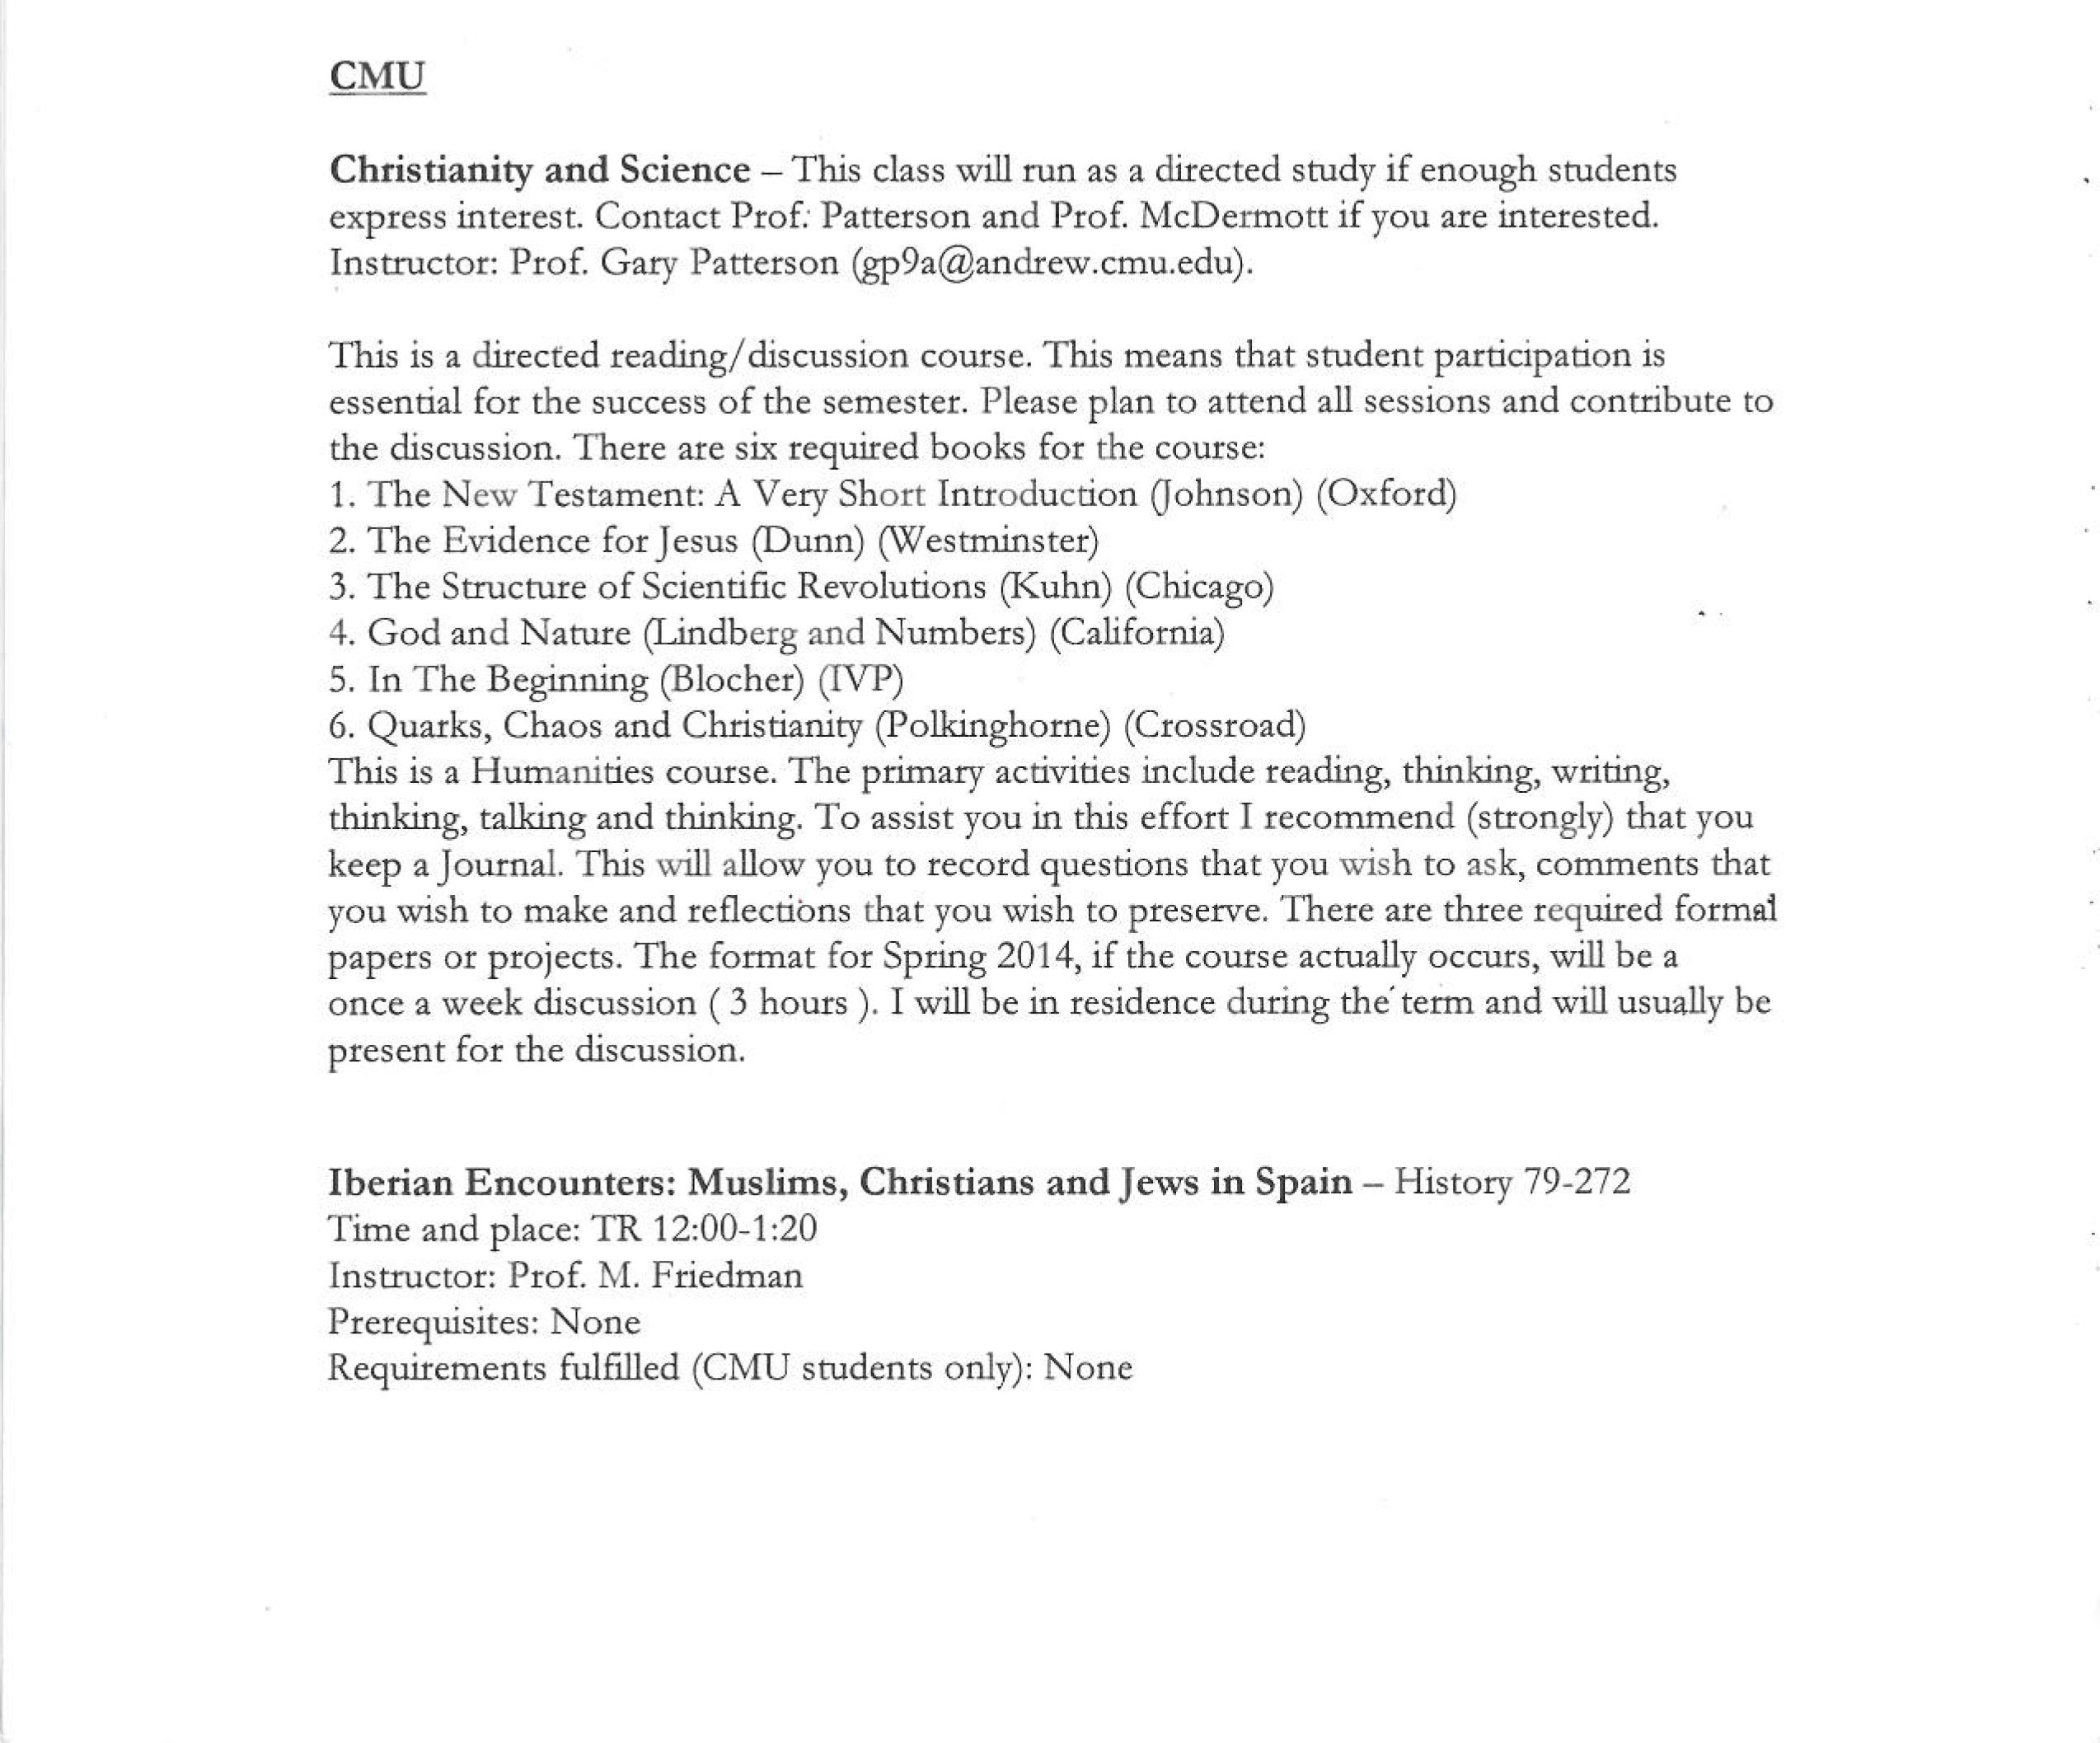 CMU
Christianity and Science – This class will run as a directed study if enough students
express interest. Contact Prof. Patterson and Prof. McDermott if you are interested.
Instructor: Prof. Gary Patterson (gp9a@andrew.cmu.edu).
This is a directed reading/discussion course. This means that student participation is
essential for the success of the semester. Please plan to attend all sessions and contribute to
the discussion. There are six required books for the course:
1. The New Testament: A Very Short Introduction (Johnson) (Oxford)
2. The Evidence for Jesus (Dunn) (Westminster)
3. The Structure of Scientific Revolutions (Kuhn) (Chicago)
4. God and Nature (Lindberg and Numbers) (California)
5. In The Beginning (Blocher) (IVP)
6. Quarks, Chaos and Christianity (Polkinghorne) (Crossroad)
This is a Humanities course. The primary activities include reading, thinking, writing,
thinking, talking and thinking. To assist you in this effort I recommend (strongly) that you
keep a Journal. This will allow you to record questions that you wish to ask, comments that
you wish to make and reflections that you wish to preserve. There are three required formal
papers or projects. The format for Spring 2014, if the course actually occurs, will be a
once a week discussion ( 3 hours ). I will be in residence during the term and will usually be
present for the discussion.
Iberian Encounters: Muslims, Christians and Jews in Spain – History 79-272
Time and place: TR 12:00-1:20
Instructor: Prof. M. Friedman
Prerequisites: None
Requirements fulfilled (CMU students only): None